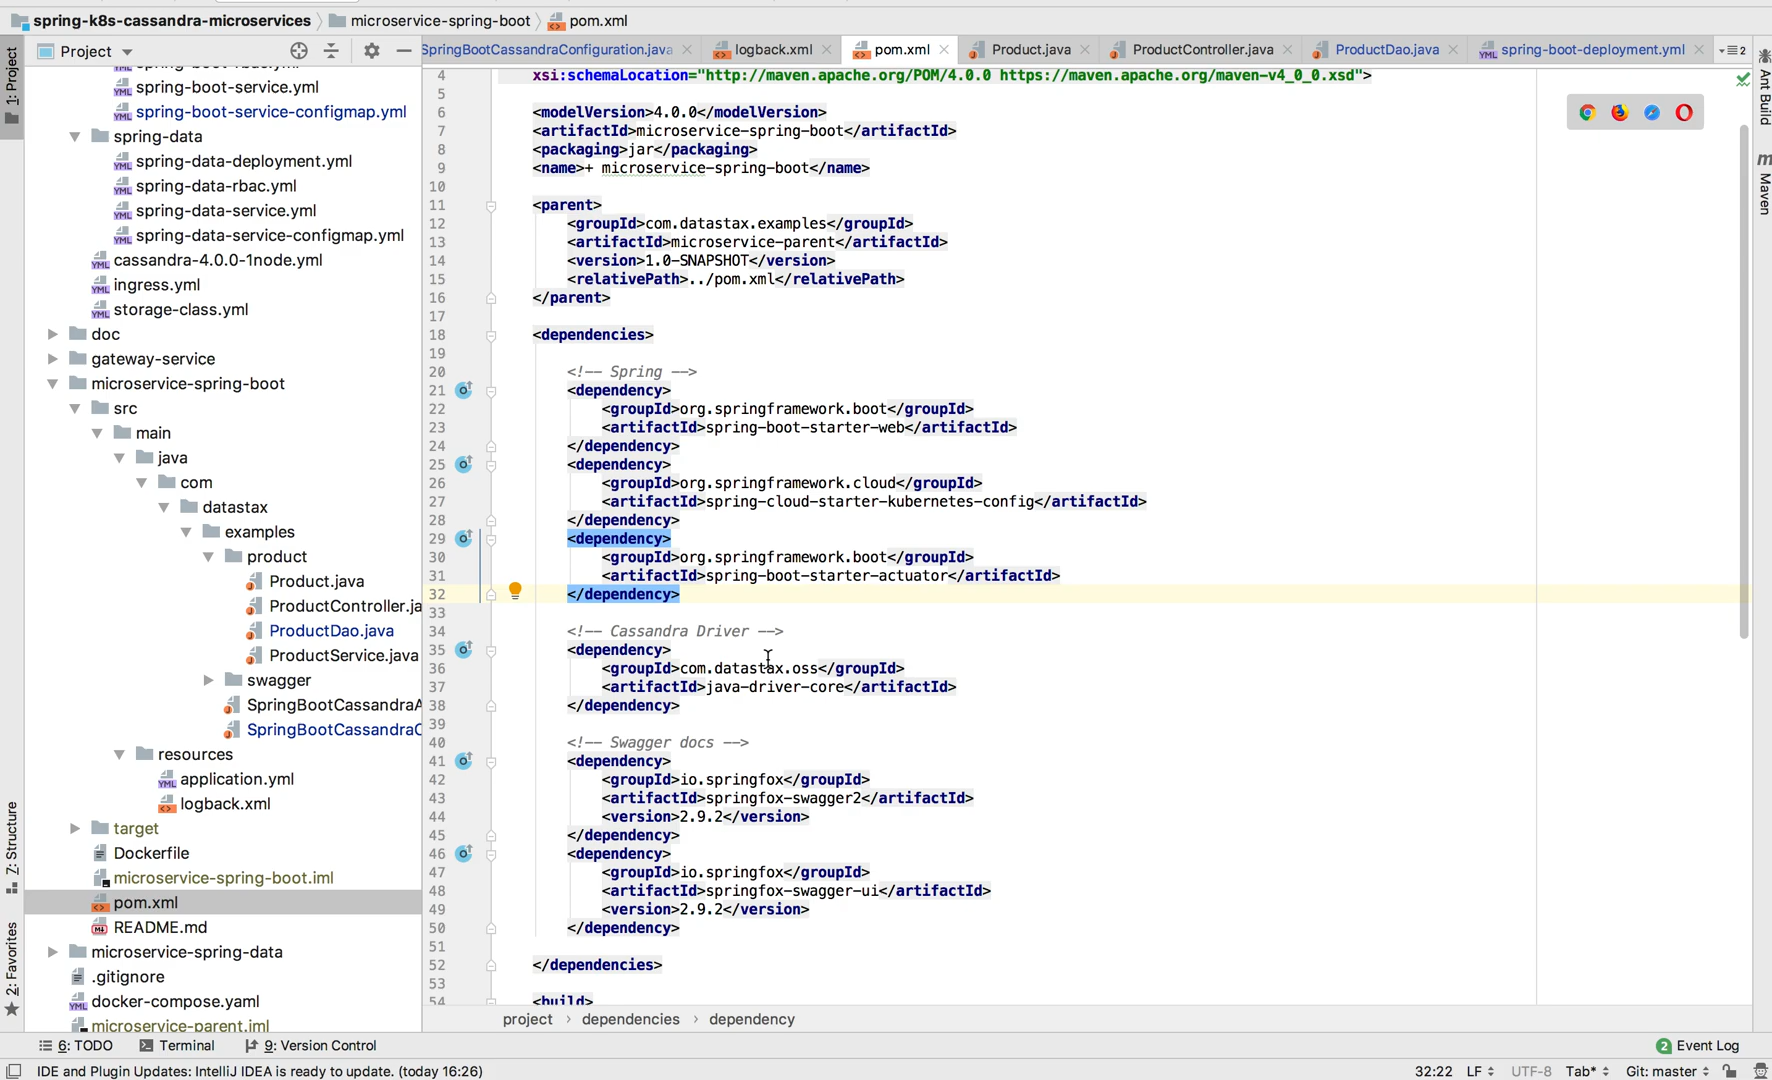 spring-k8s-cassandra-microservices microservice-spring-boot pom.xml
Project
SpringBootCassandraConfiguration.java logback.xml pom.xml Product.java ProductController.java ProductDao.java spring-boot-deployment.yml 2
1: Project
Z: Structure
2: Favorites
Ant Build
Maven
spring-boot-service.yml
spring-boot-service-configmap.yml
spring-data
spring-data-deployment.yml
spring-data-rbac.yml
spring-data-service.yml
spring-data-service-configmap.yml
cassandra-4.0.0-1node.yml
ingress.yml
storage-class.yml
doc
gateway-service
microservice-spring-boot
src
main
java
com
datastax
examples
product
Product.java
ProductController.ja
ProductDao.java
ProductService.java
swagger
SpringBootCassandraA
SpringBootCassandraC
resources
application.yml
logback.xml
target
Dockerfile
microservice-spring-boot.iml
pom.xml
README.md
microservice-spring-data
.gitignore
docker-compose.yaml
microservice-parent.iml
4 xsi:schemaLocation="http://maven.apache.org/POM/4.0.0 https://maven.apache.org/maven-v4_0_0.xsd">
5
6 <modelVersion>4.0.0</modelVersion>
7 <artifactId>microservice-spring-boot</artifactId>
8 <packaging>jar</packaging>
9 <name>+ microservice-spring-boot</name>
10
11 <parent>
12 <groupId>com.datastax.examples</groupId>
13 <artifactId>microservice-parent</artifactId>
14 <version>1.0-SNAPSHOT</version>
15 <relativePath>../pom.xml</relativePath>
16 </parent>
17
18 <dependencies>
19
20 <!-- Spring -->
21 <dependency>
22 <groupId>org.springframework.boot</groupId>
23 <artifactId>spring-boot-starter-web</artifactId>
24 </dependency>
25 <dependency>
26 <groupId>org.springframework.cloud</groupId>
27 <artifactId>spring-cloud-starter-kubernetes-config</artifactId>
28 </dependency>
29 <dependency>
30 <groupId>org.springframework.boot</groupId>
31 <artifactId>spring-boot-starter-actuator</artifactId>
32 </dependency>
33
34 <!-- Cassandra Driver -->
35 <dependency>
36 <groupId>com.datastax.oss</groupId>
37 <artifactId>java-driver-core</artifactId>
38 </dependency>
39
40 <!-- Swagger docs -->
41 <dependency>
42 <groupId>io.springfox</groupId>
43 <artifactId>springfox-swagger2</artifactId>
44 <version>2.9.2</version>
45 </dependency>
46 <dependency>
47 <groupId>io.springfox</groupId>
48 <artifactId>springfox-swagger-ui</artifactId>
49 <version>2.9.2</version>
50 </dependency>
51
52 </dependencies>
53
54 <build>
project dependencies dependency
6: TODO Terminal 9: Version Control 2 Event Log
IDE and Plugin Updates: IntelliJ IDEA is ready to update. (today 16:26) 32:22 LF UTF-8 Tab* Git: master